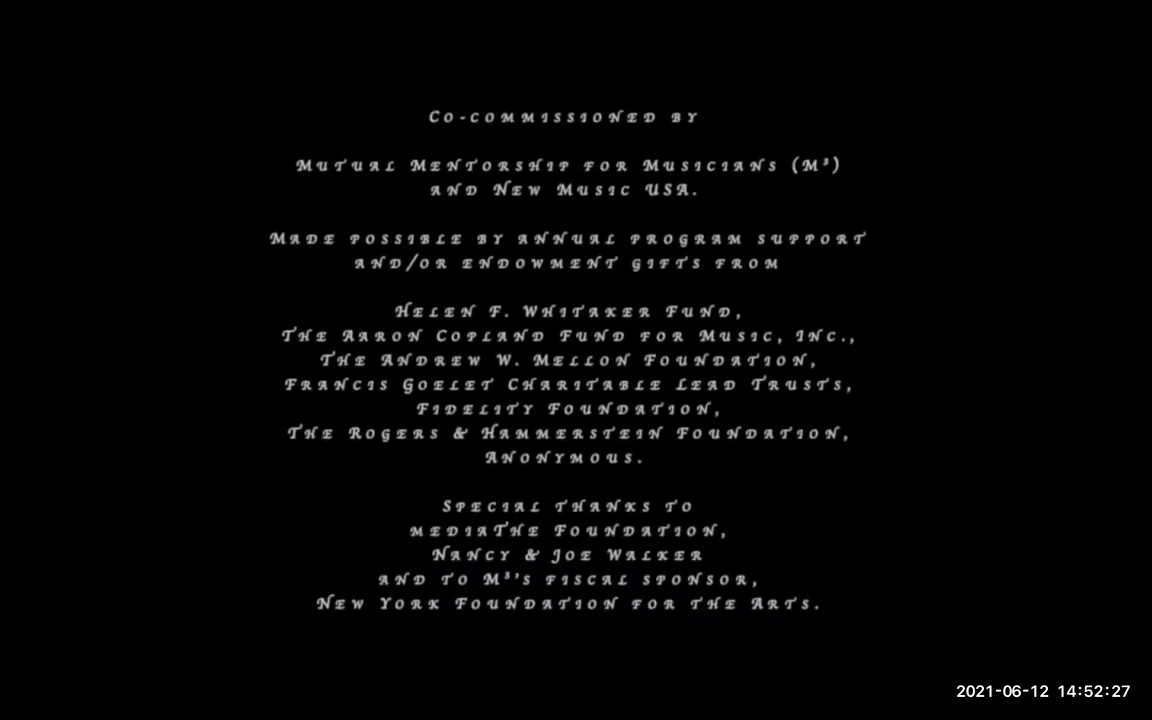 Co-commissioned by
Mutual Mentorship for Musicians (M³)
and New Music USA.
Made possible by annual program support
and/or endowment gifts from
Helen F. Whitaker Fund,
The Aaron Copland Fund for Music, Inc.,
The Andrew W. Mellon Foundation,
Francis Goelet Charitable Lead Trusts,
Fidelity Foundation,
The Rogers & Hammerstein Foundation,
Anonymous.
Special thanks to
mediaThe Foundation,
Nancy & Joe Walker
and to M³'s fiscal sponsor,
New York Foundation for the Arts.
2021-06-12 14:52:27